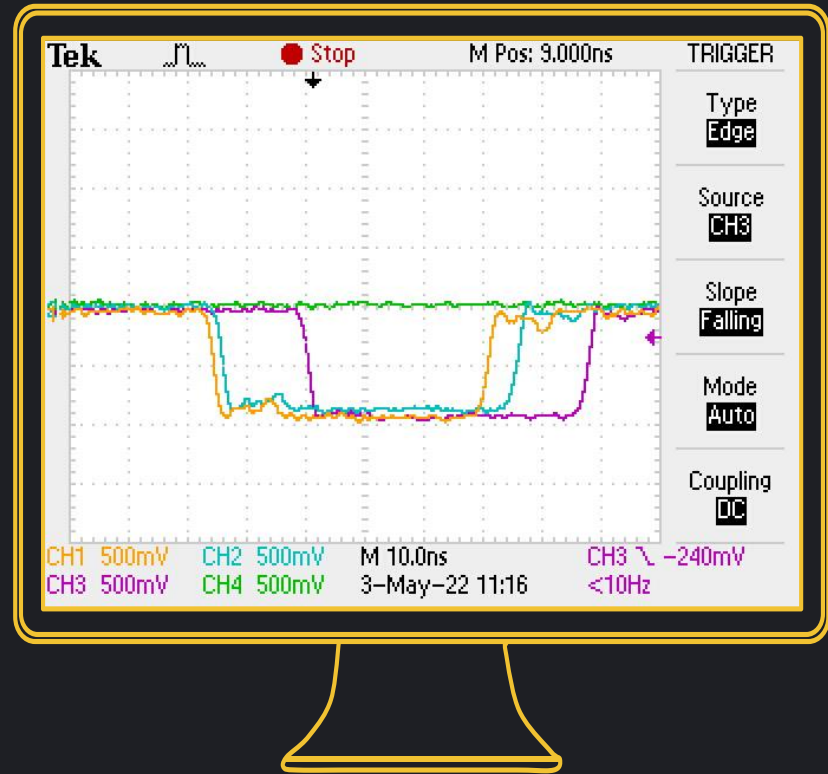 Tek Stop M Pos: 9.000ns TRIGGER
Type
Edge
Source
CH3
Slope
Falling
Mode
Auto
Coupling
DC
CH1 500mV CH2 500mV M 10.0ns CH3 -240mV
CH3 500mV CH4 500mV 3-May-22 11:16 <10Hz